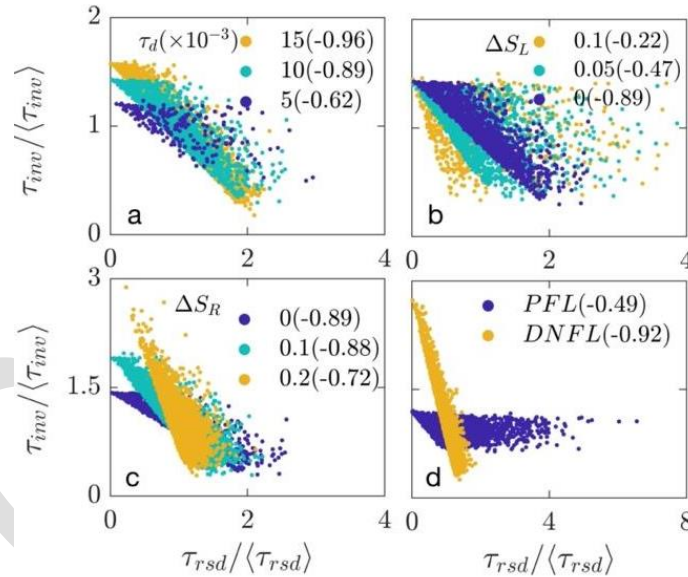 2
τ_d(×10⁻³) 15(-0.96)
10(-0.89)
5(-0.62)
τ_inv/⟨τ_inv⟩
1
a
0
0 2 4
ΔS_L 0.1(-0.22)
0.05(-0.47)
0(-0.89)
b
0 2 4
3
ΔS_R 0(-0.89)
0.1(-0.88)
0.2(-0.72)
τ_inv/⟨τ_inv⟩
1.5
c
0
0 2 4
τ_rsd/⟨τ_rsd⟩
PFL(-0.49)
DNFL(-0.92)
d
0 4 8
τ_rsd/⟨τ_rsd⟩